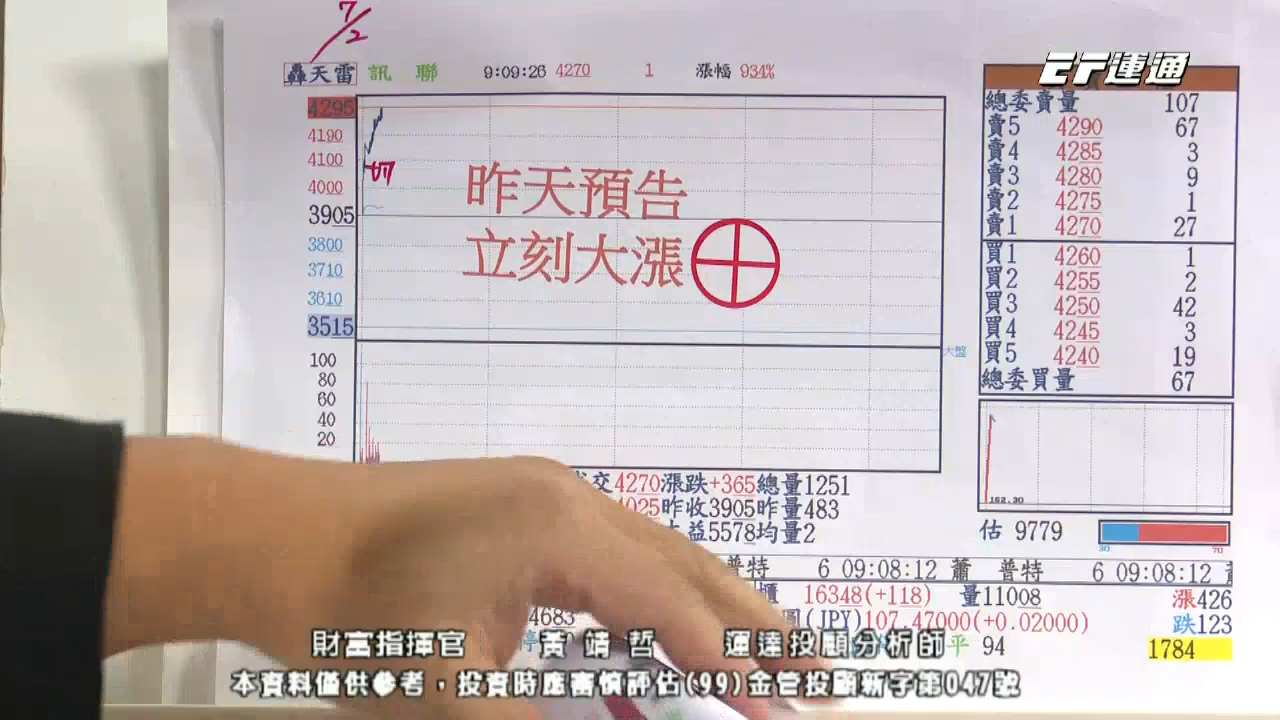 7/2
EF運通
轟天雷 訊聯 9:09:26 4270 1 漲幅 934%
4295
4190
4100
4000
3905
3800
3710
3610
3515
100
80
60
40
20
昨天預告
立刻大漲
大盤
總委賣量 107
賣5 4290 67
賣4 4285 3
賣3 4280 9
賣2 4275 1
賣1 4270 27
買1 4260 1
買2 4255 2
買3 4250 42
買4 4245 3
買5 4240 19
總委買量 67
162.30
估 9779
30 70
交4270漲跌+365總量1251
4025昨收3905昨量483
益5578均量2
普特 6 09:08:12 蕭 普特 6 09:08:12
櫃 16348(+118) 量11008 漲426
4683 圓(JPY)107.47000(+0.02000) 跌123
平 94 1784
財富指揮官 黃靖哲 運達投顧分析師
本資料僅供參考，投資時應審慎評估(99)金管投顧新字第047號